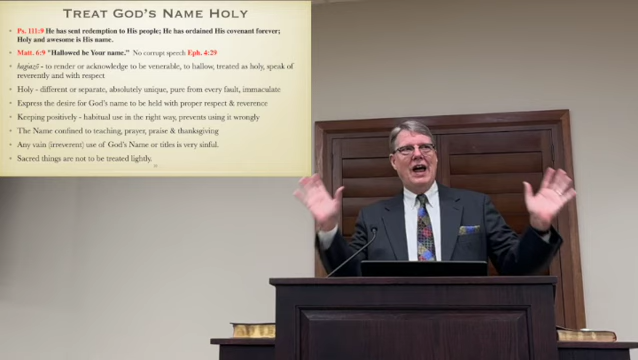 TREAT GOD'S NAME HOLY
Ps. 111:9 He has sent redemption to His people; He has ordained His covenant forever;
Holy and awesome is His name.
Matt. 6:9 "Hallowed be Your name." No corrupt speech Eph. 4:29
hagiazō - to render or acknowledge to be venerable, to hallow, treated as holy, speak of
reverently and with respect
Holy - different or separate, absolutely unique, pure from every fault, immaculate
Express the desire for God's name to be held with proper respect & reverence
Keeping positively - habitual use in the right way, prevents using it wrongly
The Name confined to teaching, prayer, praise & thanksgiving
Any vain (irreverent) use of God's Name or titles is very sinful.
Sacred things are not to be treated lightly.